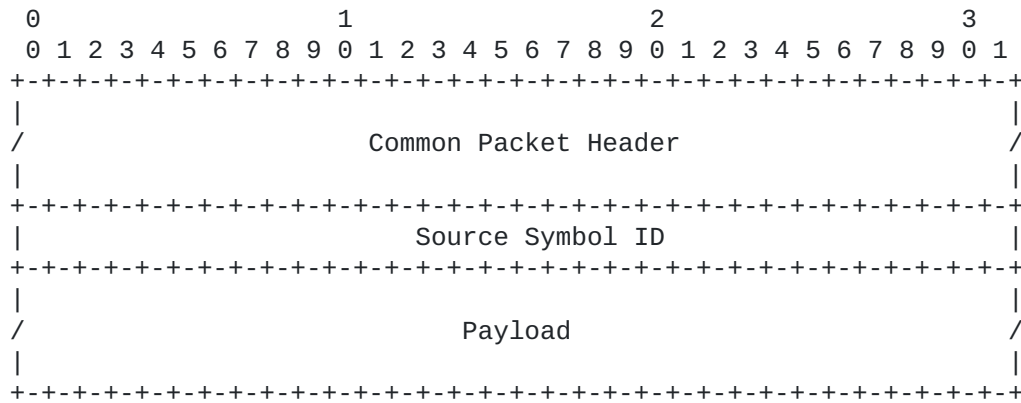 0                   1                   2                   3
 0 1 2 3 4 5 6 7 8 9 0 1 2 3 4 5 6 7 8 9 0 1 2 3 4 5 6 7 8 9 0 1
+-+-+-+-+-+-+-+-+-+-+-+-+-+-+-+-+-+-+-+-+-+-+-+-+-+-+-+-+-+-+-+-+
|                                                               |
/                      Common Packet Header                     /
|                                                               |
+-+-+-+-+-+-+-+-+-+-+-+-+-+-+-+-+-+-+-+-+-+-+-+-+-+-+-+-+-+-+-+-+
|                         Source Symbol ID                      |
+-+-+-+-+-+-+-+-+-+-+-+-+-+-+-+-+-+-+-+-+-+-+-+-+-+-+-+-+-+-+-+-+
|                                                               |
/                            Payload                            /
|                                                               |
+-+-+-+-+-+-+-+-+-+-+-+-+-+-+-+-+-+-+-+-+-+-+-+-+-+-+-+-+-+-+-+-+